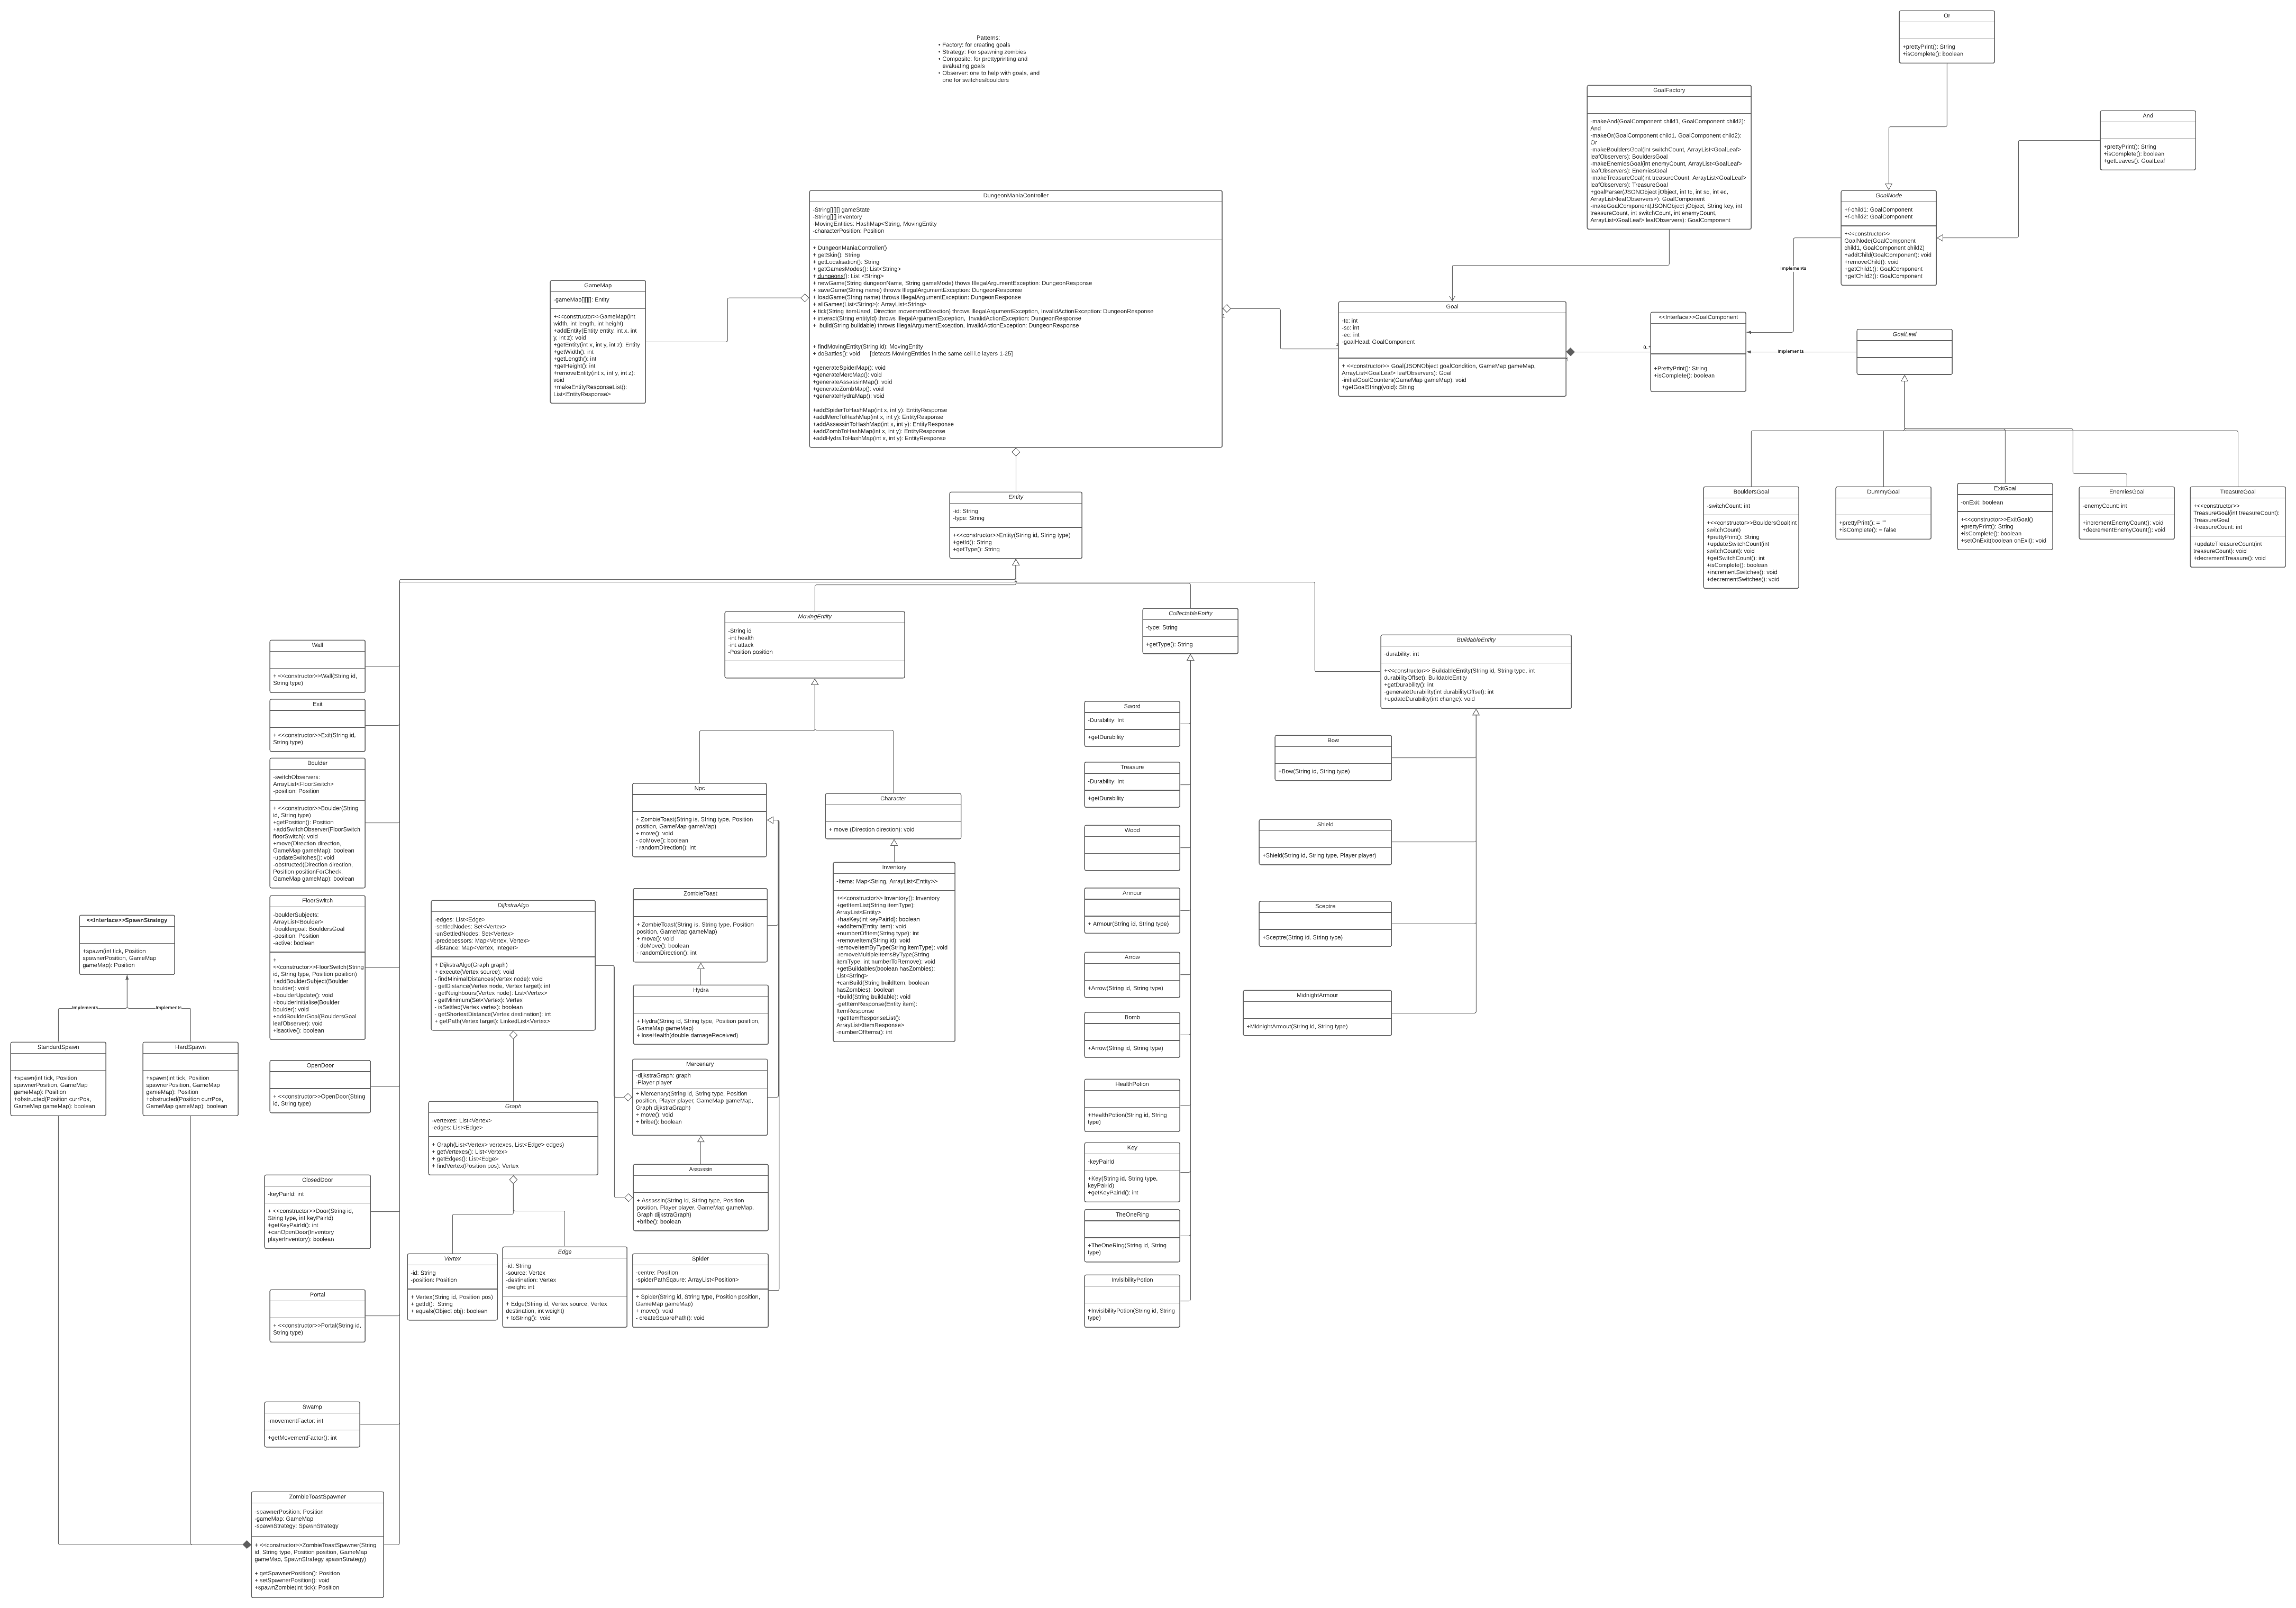 Patterns:
• Factory: for creating goals
• Strategy: For spawning zombies
• Composite: for prettyprinting and
evaluating goals
• Observer: one to help with goals, and
one for switches/boulders
Or
+prettyPrint(): String
+isComplete(): boolean
GoalFactory
-makeAnd(GoalComponent child1, GoalComponent child2):
And
-makeOr(GoalComponent child1, GoalComponent child2):
Or
-makeBouldersGoal(int switchCount, ArrayList<GoalLeaf>
leafObservers): BouldersGoal
-makeEnemiesGoal(int enemyCount, ArrayList<GoalLeaf>
leafObservers): EnemiesGoal
-makeTreasureGoal(int treasureCount, ArrayList<GoalLeaf>
leafObservers): TreasureGoal
+goalParser(JSONObject jObject, int tc, int sc, int ec,
ArrayList<leafObservers>): GoalComponent
-makeGoalComponent(JSONObject jObject, String key, int
treasureCount, int switchCount, int enemyCount,
ArrayList<GoalLeaf> leafObservers): GoalComponent
And
+prettyPrint(): String
+isComplete(): boolean
+getLeaves(): GoalLeaf
GoalNode
+/-child1: GoalComponent
+/-child2: GoalComponent
+<<constructor>>
GoalNode(GoalComponent
child1, GoalComponent child2)
+addChild(GoalComponent): void
+removeChild(): void
+getChild1(): GoalComponent
+getChild2(): GoalComponent
Implements
DungeonManiaController
-String[][][] gameState
-String[][] inventory
-MovingEntities: HashMap<String, MovingEntity
-characterPosition: Position
+ DungeonManiaController()
+ getSkin(): String
+ getLocalisation(): String
+ getGamesModes(): List<String>
+ dungeons(): List <String>
+ newGame(String dungeonName, String gameMode) thows IllegalArgumentException: DungeonResponse
+ saveGame(String name) throws IllegalArgumentException: DungeonResponse
+ loadGame(String name) throws IllegalArgumentException: DungeonResponse
+ allGames(List<String>): ArrayList<String>
+ tick(String itemUsed, Direction movementDirection) throws IllegalArgumentException, InvalidActionException: DungeonResponse
+ interact(String entityId) throws IllegalArgumentException, InvalidActionException: DungeonResponse
+ build(String buildable) throws IllegalArgumentException, InvalidActionException: DungeonResponse
+ findMovingEntity(String id): MovingEntity
+ doBattles(): void [detects MovingEntities in the same cell i.e layers 1-15]
+generateSpiderMap(): void
+generateMercMap(): void
+generateAssassinMap(): void
+generateZombMap(): void
+generateHydraMap(): void
+addSpiderToHashMap(int x, int y): EntityResponse
+addMercToHashMap(int x, int y): EntityResponse
+addAssassinToHashMap(int x, int y): EntityResponse
+addZombToHashMap(int x, int y): EntityResponse
+addHydraToHashMap(int x, int y): EntityResponse
GameMap
-gameMap[][][]: Entity
+<<constructor>>GameMap(int
width, int length, int height)
+addEntity(Entity entity, int x, int
y, int z): void
+getEntity(int x, int y, int z): Entity
+getWidth(): int
+getLength(): int
+getHeight(): int
+removeEntity(int x, int y, int z):
void
+makeEntityResponseList():
List<EntityResponse>
1
1
Goal
-tc: int
-sc: int
-ec: int
-goalHead: GoalComponent
+ <<constructor>> Goal(JSONObject goalCondition, GameMap gameMap,
ArrayList<GoalLeaf> leafObservers): Goal
-initialGoalCounters(GameMap gameMap): void
+getGoalString(void): String
0..*
<<Interface>>GoalComponent
+PrettyPrint(): String
+isComplete(): boolean
Implements
GoalLeaf
BouldersGoal
-switchCount: int
+<<constructor>>BouldersGoal(int
switchCount)
+prettyPrint(): String
+updateSwitchCount(int
switchCount): void
+getSwitchCount(): int
+isComplete(): boolean
+incrementSwitches(): void
+decrementSwitches(): void
DummyGoal
+prettyPrint(): = ""
+isComplete(): = false
ExitGoal
-onExit: boolean
+<<constructor>>ExitGoal()
+prettyPrint(): String
+isComplete(): boolean
+setOnExit(boolean onExit): void
EnemiesGoal
-enemyCount: int
+incrementEnemyCount(): void
+decrementEnemyCount(): void
TreasureGoal
+<<constructor>>
TreasureGoal(int treasureCount):
TreasureGoal
-treasureCount: int
+updateTreasureCount(int
treasureCount): void
+decrementTreasure(): void
Entity
-id: String
-type: String
+<<constructor>>Entity(String id, String type)
+getId(): String
+getType(): String
Wall
+ <<constructor>>Wall(String id,
String type)
Exit
+ <<constructor>>Exit(String id,
String type)
Boulder
-switchObservers:
ArrayList<FloorSwitch>
-position: Position
+ <<constructor>>Boulder(String
id, String type)
+getPosition(): Position
+addSwitchObserver(FloorSwitch
floorSwitch): void
+move(Direction direction,
GameMap gameMap): boolean
-updateSwitches(): void
-obstructed(Direction direction,
Position positionForCheck,
GameMap gameMap): boolean
FloorSwitch
-boulderSubjects:
ArrayList<Boulder>
-bouldergoal: BouldersGoal
-position: Position
-active: boolean
+
<<constructor>>FloorSwitch(String
id, String type, Position position)
+addBoulderSubject(Boulder
boulder): void
+boulderUpdate(): void
+boulderInitialise(Boulder
boulder): void
+addBoulderGoal(BouldersGoal
leafObserver): void
+isactive(): boolean
OpenDoor
+ <<constructor>>OpenDoor(String
id, String type)
ClosedDoor
-keyPairId: int
+ <<constructor>>Door(String id,
String type, int keyPairId)
+getKeyPairId(): int
+canOpenDoor(Inventory
playerInventory): boolean
Portal
+ <<constructor>>Portal(String id,
String type)
Swamp
-movementFactor: int
+getMovementFactor(): int
ZombieToastSpawner
-spawnerPosition: Position
-gameMap: GameMap
-spawnStrategy: SpawnStrategy
+ <<constructor>>ZombieToastSpawner(String
id, String type, Position position, GameMap
gameMap, SpawnStrategy spawnStrategy)
+ getSpawnerPosition(): Position
+ setSpawnerPosition(): void
+spawnZombie(int tick): Position
<<Interface>>SpawnStrategy
+spawn(int tick, Position
spawnerPosition, GameMap
gameMap): Position
Implements
Implements
StandardSpawn
+spawn(int tick, Position
spawnerPosition, GameMap
gameMap): Position
+obstructed(Position currPos,
GameMap gameMap): boolean
HardSpawn
+spawn(int tick, Position
spawnerPosition, GameMap
gameMap): Position
+obstructed(Position currPos,
GameMap gameMap): boolean
MovingEntity
-String id
-int health
-int attack
-Position position
Npc
+ ZombieToast(String is, String type, Position
position, GameMap gameMap)
+ move(): void
- doMove(): boolean
- randomDirection(): int
Character
+ move (Direction direction): void
Inventory
-Items: Map<String, ArrayList<Entity>>
+<<constructor>> Inventory(): Inventory
+getItemList(String itemType):
ArrayList<Entity>
+hasKey(int keyPairId): boolean
+addItem(Entity item): void
+numberOfItem(String type): int
+removeItem(String id): void
-removeItemByType(String itemType): void
-removeMultipleItemsByType(String
itemType, int numberToRemove): void
+getBuildables(boolean hasZombies):
List<String>
+canBuild(String buildItem, boolean
hasZombies): boolean
+build(String buildable): void
-getItemResponse(Entity item):
ItemResponse
+getItemResponseList():
ArrayList<ItemResponse>
-numberOfItems(): int
ZombieToast
+ ZombieToast(String is, String type, Position
position, GameMap gameMap)
+ move(): void
- doMove(): boolean
- randomDirection(): int
Hydra
+ Hydra(String id, String type, Position position,
GameMap gameMap)
+ loseHealth(double damageReceived)
Mercenary
-dijkstraGraph: graph
-Player player
+ Mercenary(String id, String type, Position
position, Player player, GameMap gameMap,
Graph dijkstraGraph)
+ move(): void
+ bribe(): boolean
Assassin
+ Assassin(String id, String type, Position
position, Player player, GameMap gameMap,
Graph dijkstraGraph)
+bribe(): boolean
Spider
-centre: Position
-spiderPathSqaure: ArrayList<Position>
+ Spider(String id, String type, Position position,
GameMap gameMap)
+ move(): void
- createSquarePath(): void
DijkstraAlgo
-edges: List<Edge>
-settledNodes: Set<Vertex>
-unSettledNodes: Set<Vertex>
-predecessors: Map<Vertex, Vertex>
-distance: Map<Vertex, Integer>
+ DijkstraAlgo(Graph graph)
+ execute(Vertex source): void
- findMinimalDistances(Vertex node): void
- getDistance(Vertex node, Vertex target): int
- getNeighbours(Vertex node): List<Vertex>
- getMinimum(Set<Vertex): Vertex
- isSettled(Vertex vertex): boolean
- getShortestDistance(Vertex destination): int
+ getPath(Vertex target): LinkedList<Vertex>
Graph
-vertexes: List<Vertex>
-edges: List<Edge>
+ Graph(List<Vertex> vertexes, List<Edge> edges)
+ getVertexes(): List<Vertex>
+ getEdges(): List<Edge>
+ findVertex(Position pos): Vertex
Vertex
-id: String
-position: Position
+ Vertex(String id, Position pos)
+ getId(): String
+ equals(Object obj): boolean
Edge
-id: String
-source: Vertex
-destination: Vertex
-weight: int
+ Edge(String id, Vertex source, Vertex
destination, int weight)
+ toString(): void
CollectableEntity
-type: String
+getType(): String
Sword
-Durability: Int
+getDurability
Treasure
-Durability: Int
+getDurability
Wood
Armour
+ Armour(String id, String type)
Arrow
+Arrow(String id, String type)
Bomb
+Arrow(String id, String type)
HealthPotion
+HealthPotion(String id, String
type)
Key
-keyPairId
+Key(String id, String type,
keyPairId)
+getKeyPairId(): int
TheOneRing
+TheOneRing(String id, String
type)
InvisibilityPotion
+InvisibilityPotion(String id, String
type)
BuildableEntity
-durability: int
+<<constructor>> BuildableEntity(String id, String type, int
durabilityOffset): BuildableEntity
+getDurability(): int
-generateDurability(int durabilityOffset): int
+updateDurability(int change): void
Bow
+Bow(String id, String type)
Shield
+Shield(String id, String type, Player player)
Sceptre
+Sceptre(String id, String type)
MidnightArmour
+MidnightArmout(String id, String type)